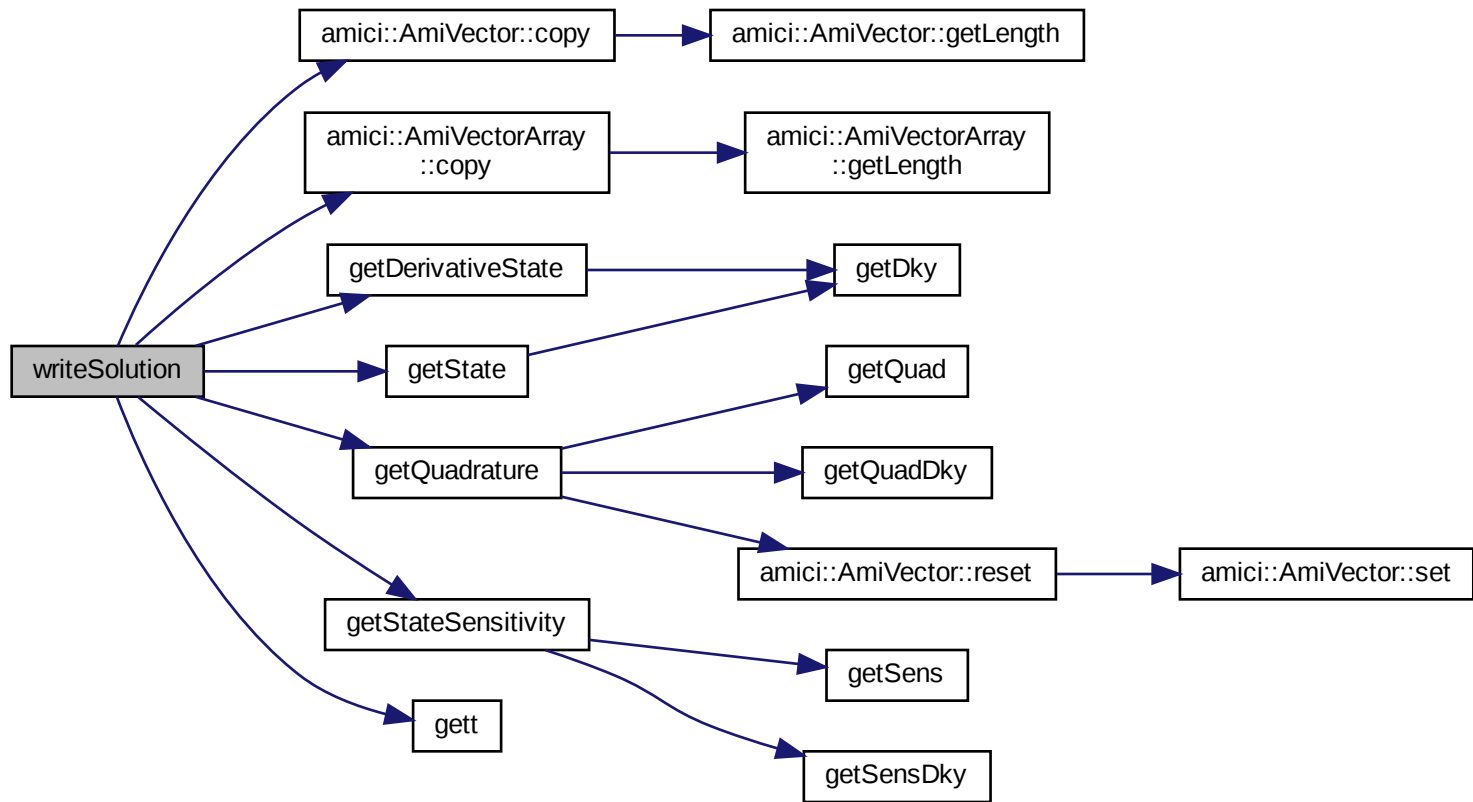 amici::AmiVector::copy
amici::AmiVector::getLength
amici::AmiVectorArray
::copy
amici::AmiVectorArray
::getLength
getDerivativeState
getDky
writeSolution
getState
getQuad
getQuadrature
getQuadDky
amici::AmiVector::reset
amici::AmiVector::set
getStateSensitivity
getSens
gett
getSensDky